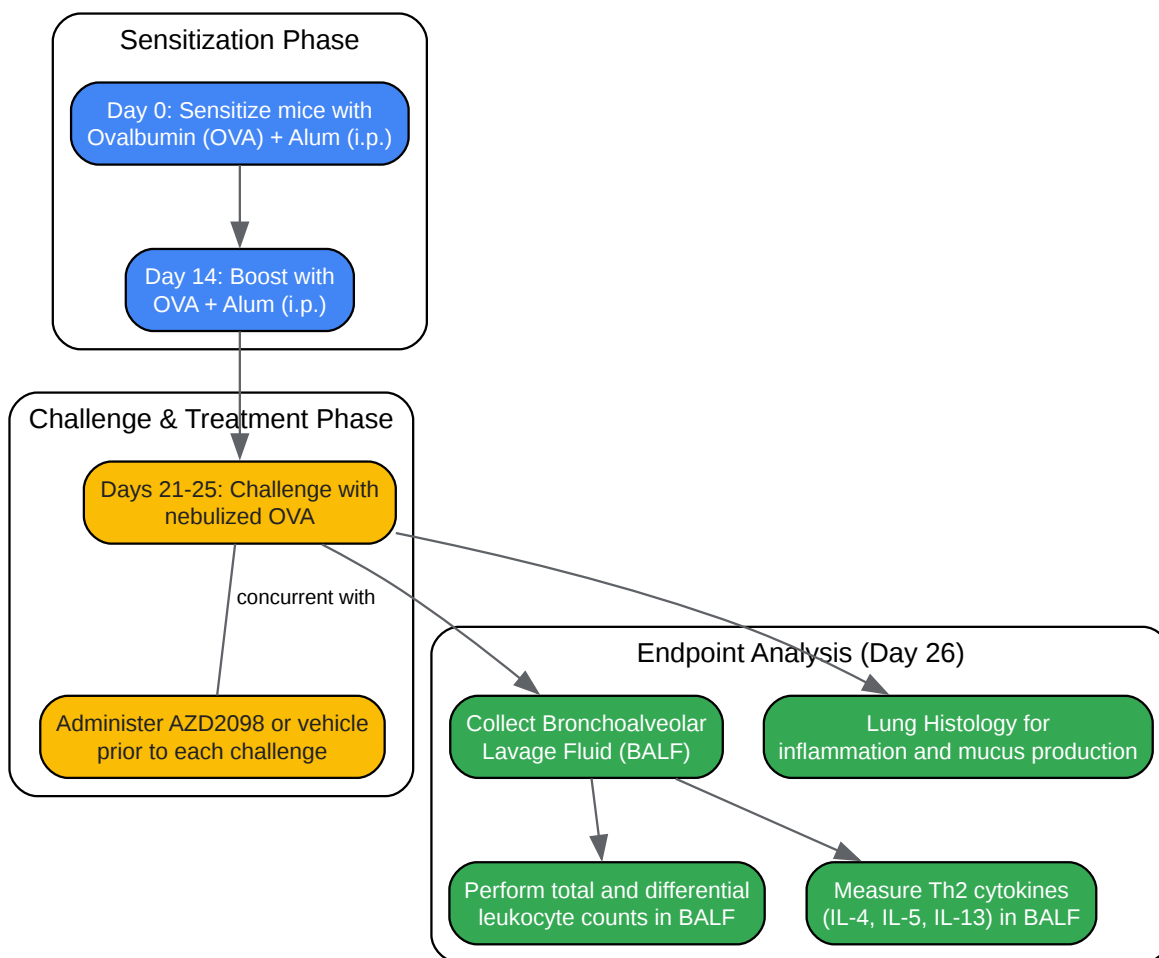 Sensitization Phase
Day 0: Sensitize mice with
Ovalbumin (OVA) + Alum (i.p.)
Day 14: Boost with
OVA + Alum (i.p.)
Challenge & Treatment Phase
Days 21-25: Challenge with
nebulized OVA
concurrent with
Administer AZD2098 or vehicle
prior to each challenge
Endpoint Analysis (Day 26)
Collect Bronchoalveolar
Lavage Fluid (BALF)
Lung Histology for
inflammation and mucus production
Perform total and differential
leukocyte counts in BALF
Measure Th2 cytokines
(IL-4, IL-5, IL-13) in BALF